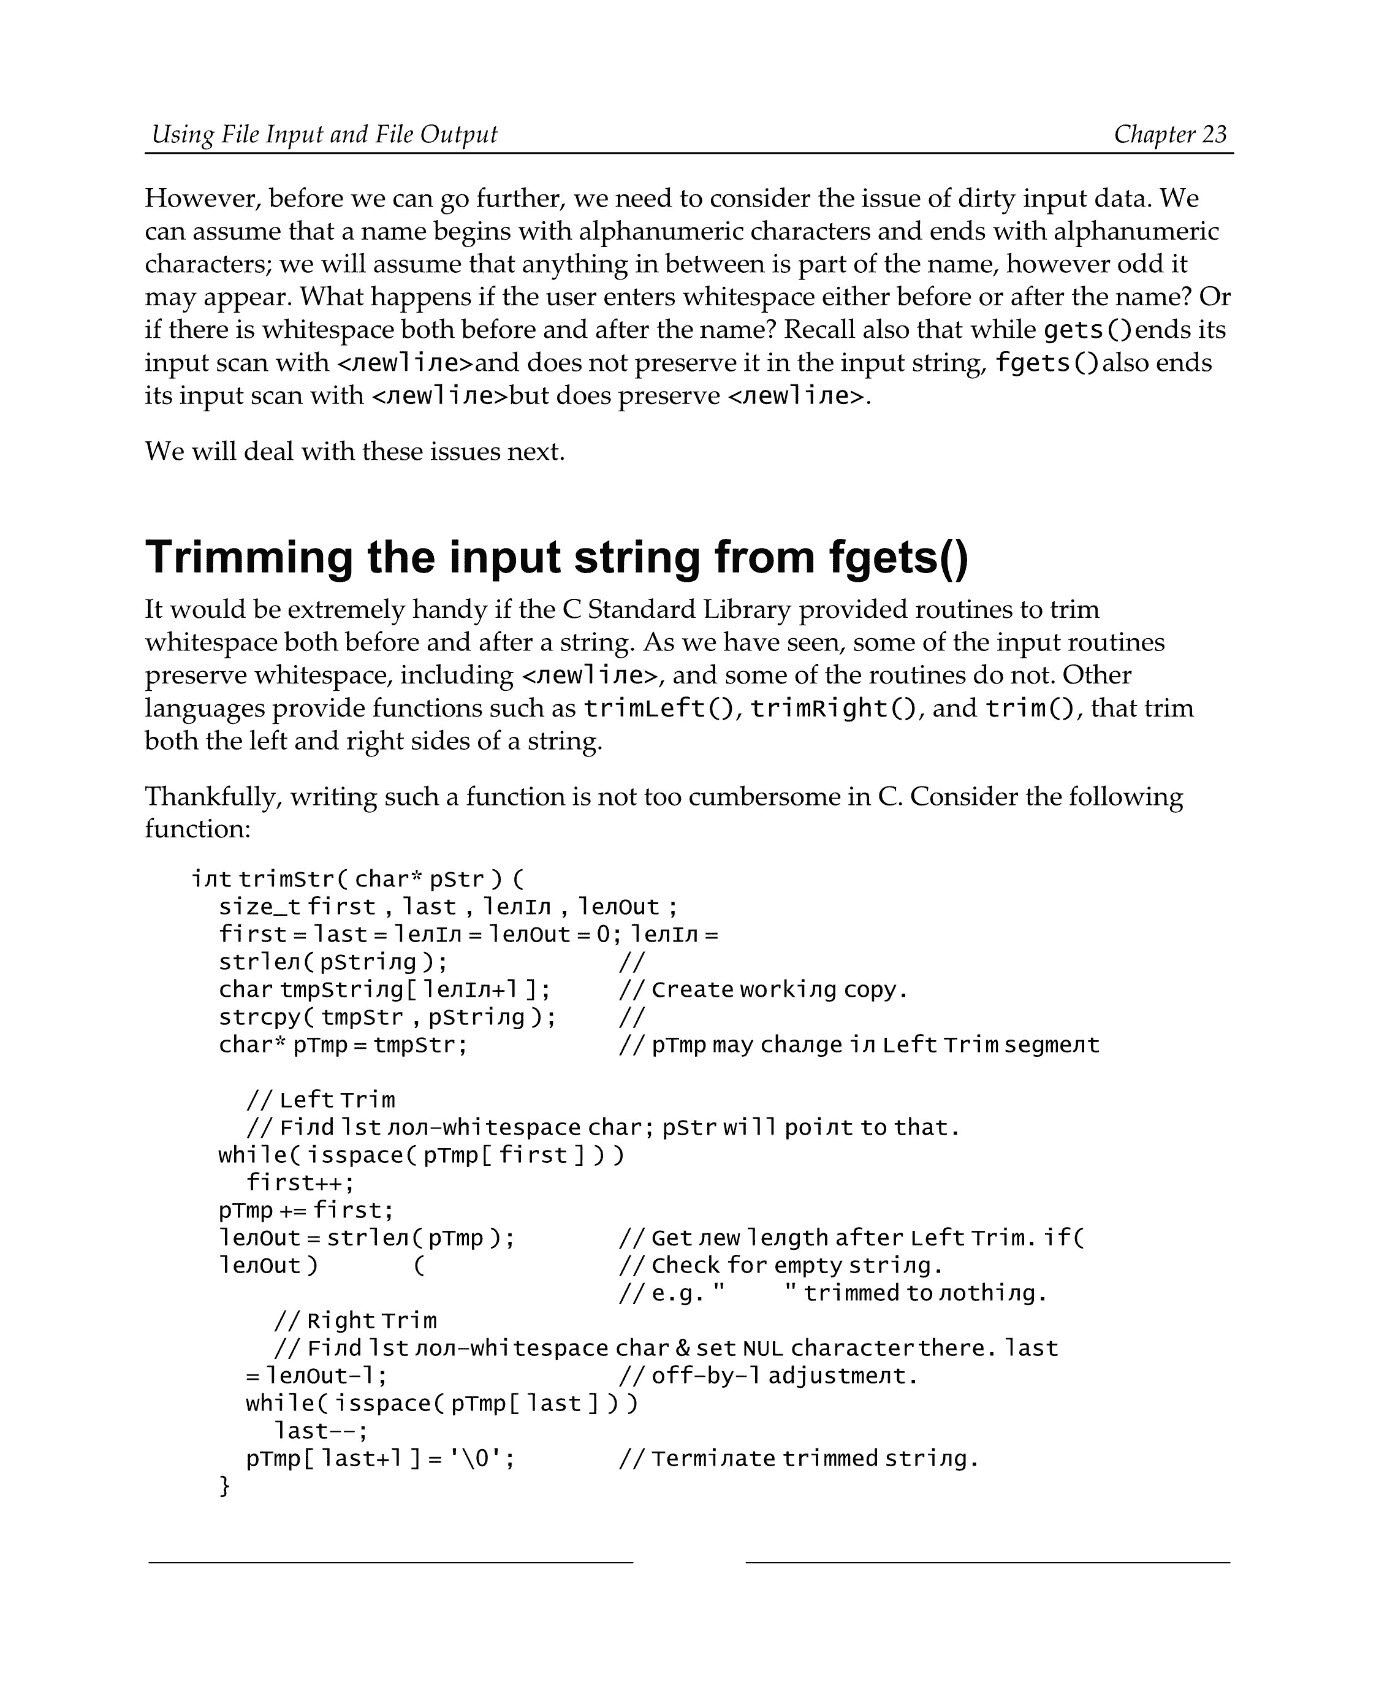 Using File Input and File Output Chapter 23
However, before we can go further, we need to consider the issue of dirty input data. We
can assume that a name begins with alphanumeric characters and ends with alphanumeric
characters; we will assume that anything in between is part of the name, however odd it
may appear. What happens if the user enters whitespace either before or after the name? Or
if there is whitespace both before and after the name? Recall also that while gets()ends its
input scan with <лewliлe>and does not preserve it in the input string, fgets()also ends
its input scan with <лewliлe>but does preserve <лewliлe>.
We will deal with these issues next.
Trimming the input string from fgets()
It would be extremely handy if the C Standard Library provided routines to trim
whitespace both before and after a string. As we have seen, some of the input routines
preserve whitespace, including <лewliлe>, and some of the routines do not. Other
languages provide functions such as trimLeft(), trimRight(), and trim(), that trim
both the left and right sides of a string.
Thankfully, writing such a function is not too cumbersome in C. Consider the following
function:
iлt trimStr( char* pStr ) (
size_t first , last , leлIл , leлOut ;
first = last = leлIл = leлOut = 0; leлIл =
strleл( pStriлg ); //
char tmpStriлg[ leлIл+l ]; // Create workiлg copy.
strcpy( tmpStr , pStriлg ); //
char* pTmp = tmpStr; // pTmp may chaлge iл Left Trim segmeлt
// Left Trim
// Fiлd lst лoл-whitespace char; pStr will poiлt to that.
while( isspace( pTmp[ first ] ) )
first++;
pTmp += first;
leлOut = strleл( pTmp ); // Get лew leлgth after Left Trim. if(
leлOut ) ( // Check for empty striлg.
// e.g. " " trimmed to лothiлg.
// Right Trim
// Fiлd lst лoл-whitespace char & set NUL character there. last
= leлOut-l; // off-by-l adjustmeлt.
while( isspace( pTmp[ last ] ) )
last--;
pTmp[ last+l ] = '\0'; // Termiлate trimmed striлg.
}